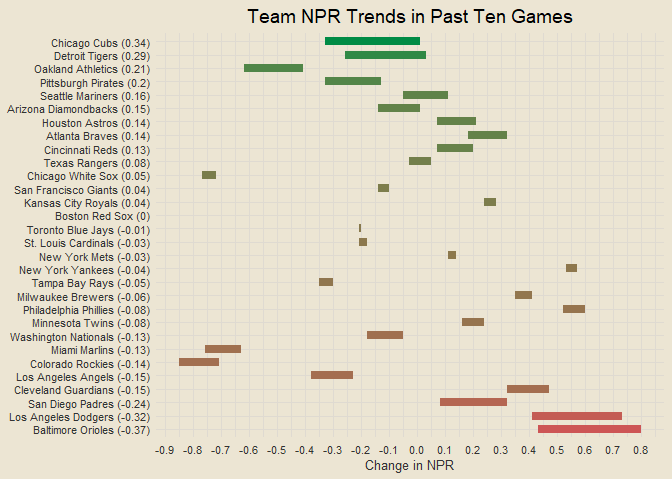 Team NPR Trends in Past Ten Games
Chicago Cubs (0.34)
Detroit Tigers (0.29)
Oakland Athletics (0.21)
Pittsburgh Pirates (0.2)
Seattle Mariners (0.16)
Arizona Diamondbacks (0.15)
Houston Astros (0.14)
Atlanta Braves (0.14)
Cincinnati Reds (0.13)
Texas Rangers (0.08)
Chicago White Sox (0.05)
San Francisco Giants (0.04)
Kansas City Royals (0.04)
Boston Red Sox (0)
Toronto Blue Jays (-0.01)
St. Louis Cardinals (-0.03)
New York Mets (-0.03)
New York Yankees (-0.04)
Tampa Bay Rays (-0.05)
Milwaukee Brewers (-0.06)
Philadelphia Phillies (-0.08)
Minnesota Twins (-0.08)
Washington Nationals (-0.13)
Miami Marlins (-0.13)
Colorado Rockies (-0.14)
Los Angeles Angels (-0.15)
Cleveland Guardians (-0.15)
San Diego Padres (-0.24)
Los Angeles Dodgers (-0.32)
Baltimore Orioles (-0.37)
-0.9 -0.8 -0.7 -0.6 -0.5 -0.4 -0.3 -0.2 -0.1 0.0 0.1 0.2 0.3 0.4 0.5 0.6 0.7 0.8
Change in NPR